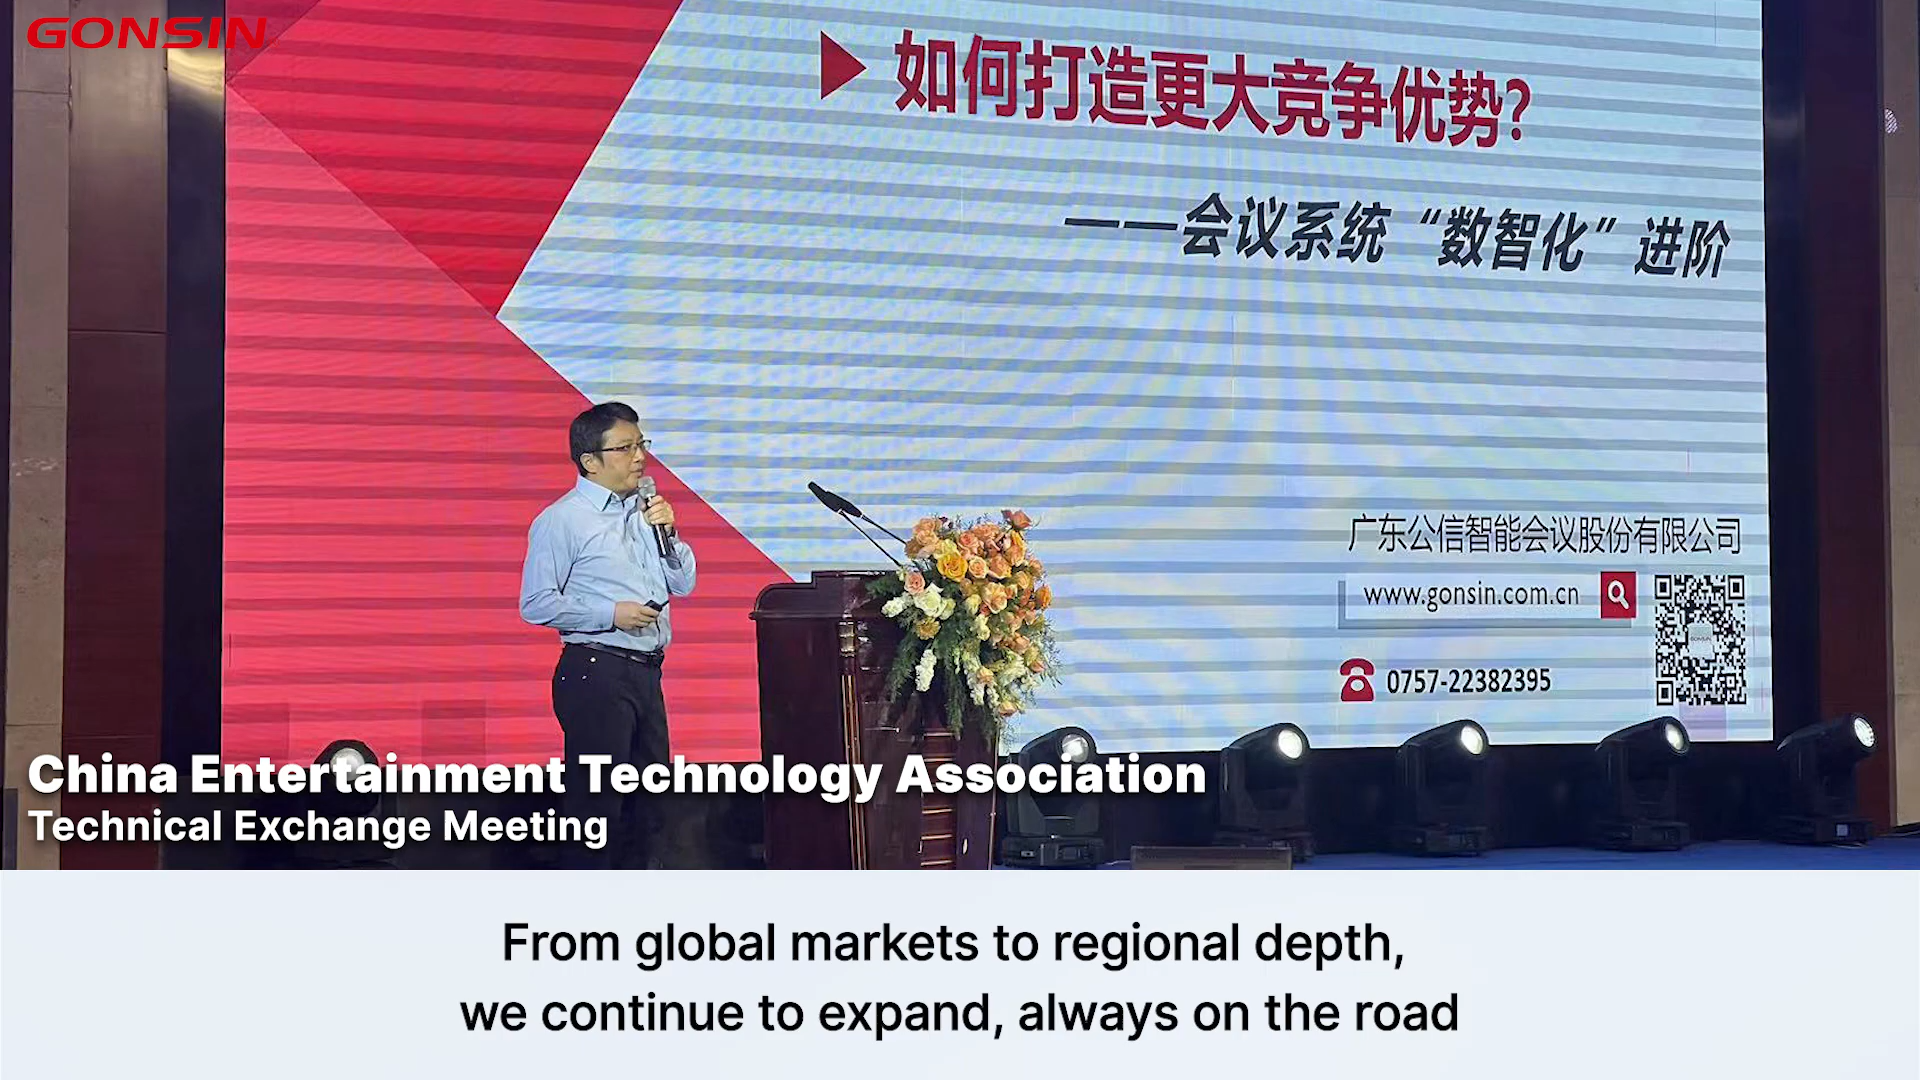 GONSIN
如何打造更大竞争优势?
——会议系统“数智化”进阶
广东公信智能会议股份有限公司
www.gonsin.com.cn
GONSIN
0757-22382395
China Entertainment Technology Association
Technical Exchange Meeting
From global markets to regional depth,
we continue to expand, always on the road